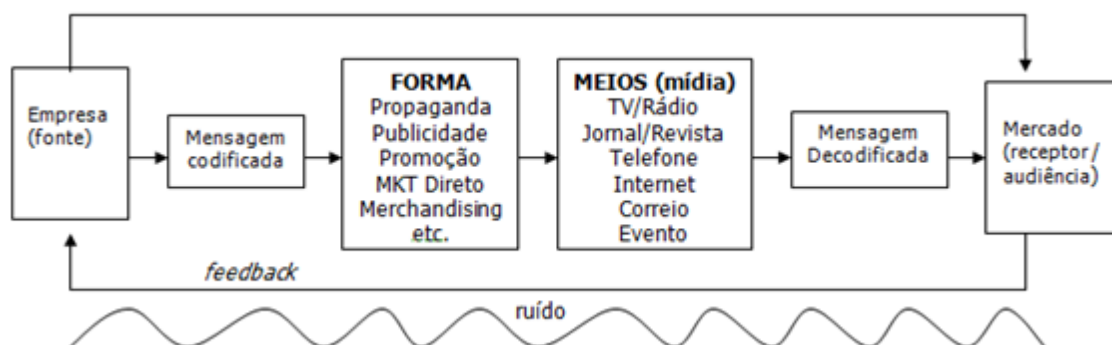 Empresa
(fonte)
Mensagem
codificada
FORMA
Propaganda
Publicidade
Promoção
MKT Direto
Merchandising
etc.
MEIOS (mídia)
TV/Rádio
Jornal/Revista
Telefone
Internet
Correio
Evento
Mensagem
Decodificada
Mercado
(receptor/
audiência)
feedback
ruído